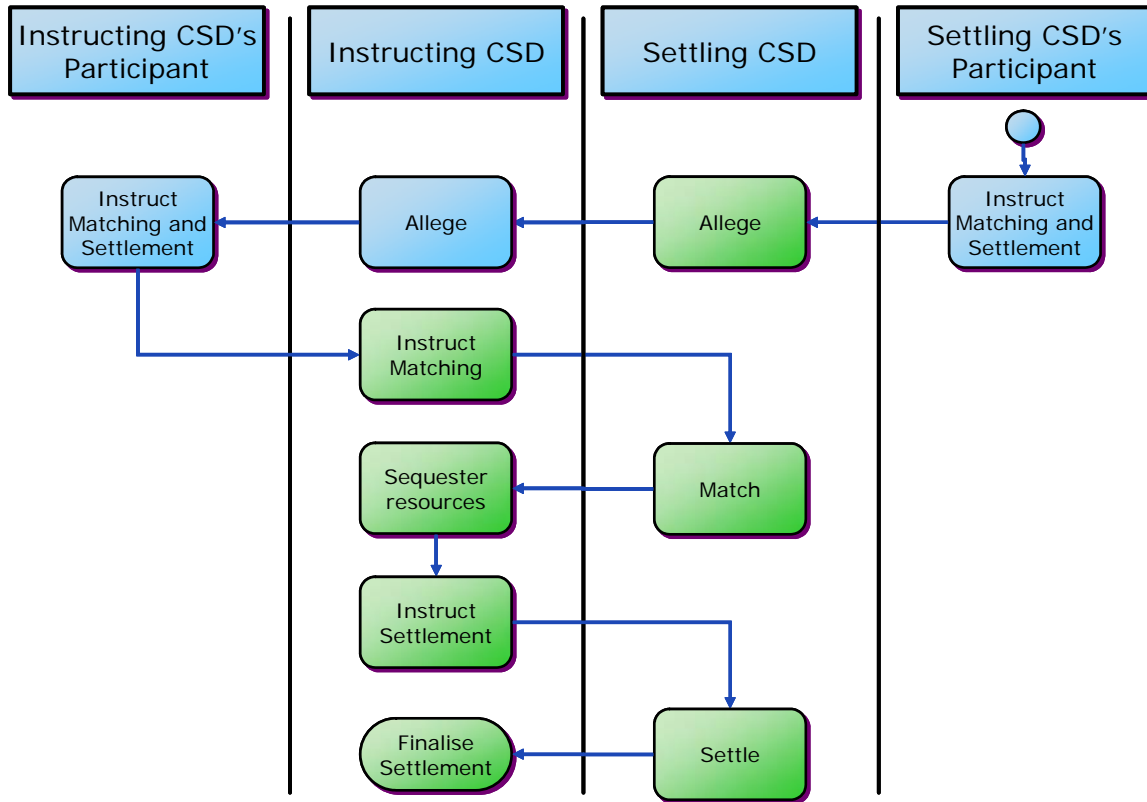 Instructing CSD's
Participant
Instructing CSD
Settling CSD
Settling CSD's
Participant
Instruct
Matching and
Settlement
Allege
Allege
Instruct
Matching and
Settlement
Instruct
Matching
Sequester
resources
Match
Instruct
Settlement
Finalise
Settlement
Settle